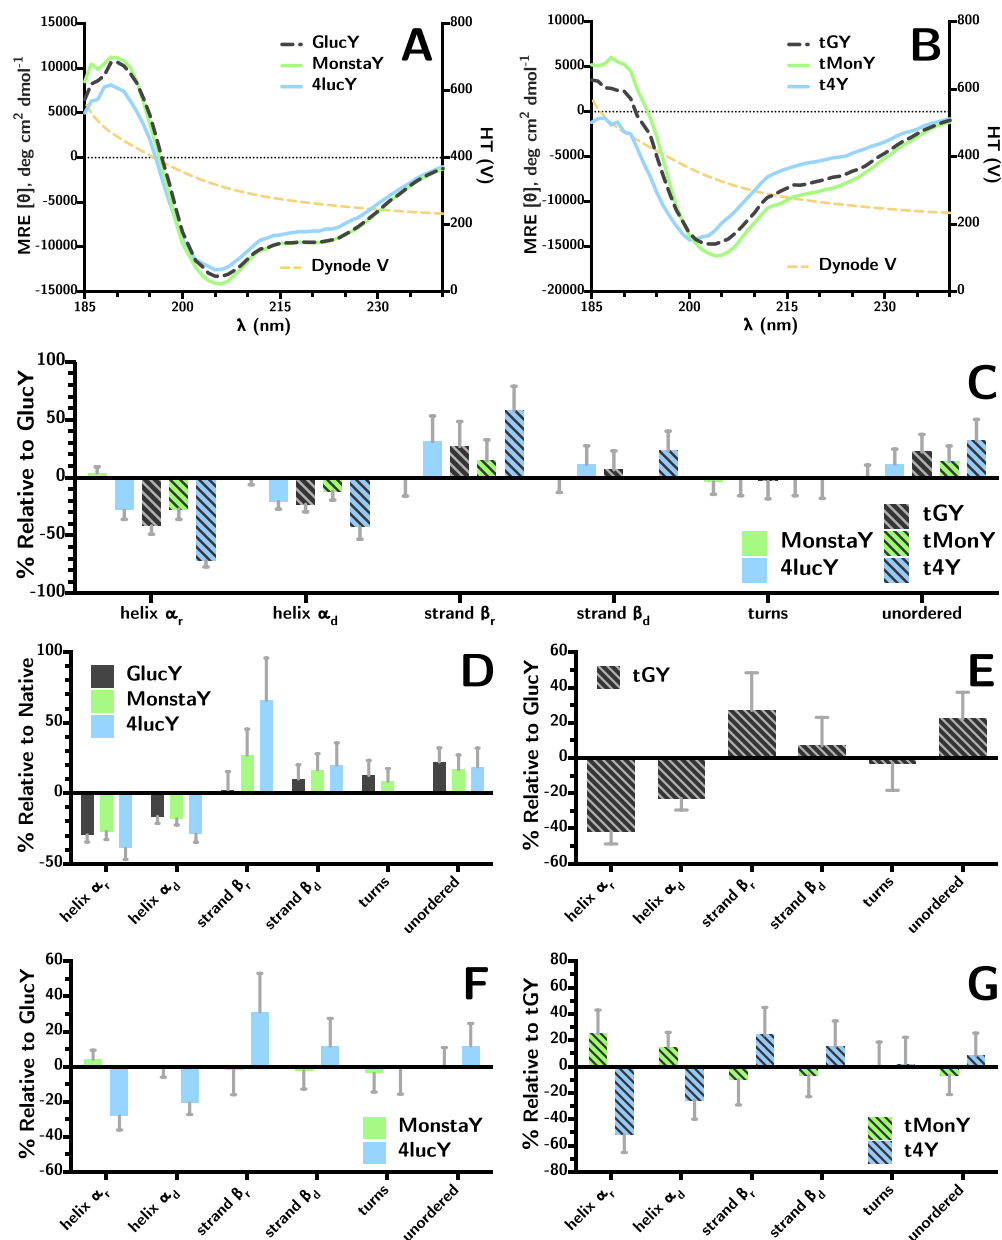 A
15000
10000
5000
0
-5000
-10000
-15000
MRE [θ], deg cm² dmol⁻¹
GlucY
MonstaY
4lucY
Dynode V
800
600
400
200
0
HT (V)
185
200
215
230
λ (nm)
B
10000
5000
0
-5000
-10000
-15000
-20000
MRE [θ], deg cm² dmol⁻¹
tGY
tMonY
t4Y
Dynode V
800
600
400
200
0
HT (V)
185
200
215
230
λ (nm)
C
100
50
0
-50
-100
% Relative to GlucY
MonstaY
4lucY
tGY
tMonY
t4Y
helix αr
helix αd
strand βr
strand βd
turns
unordered
D
100
50
0
-50
% Relative to Native
GlucY
MonstaY
4lucY
helix αr
helix αd
strand βr
strand βd
turns
unordered
E
60
40
20
0
-20
-40
-60
% Relative to GlucY
tGY
helix αr
helix αd
strand βr
strand βd
turns
unordered
F
60
40
20
0
-20
-40
-60
% Relative to GlucY
MonstaY
4lucY
helix αr
helix αd
strand βr
strand βd
turns
unordered
G
80
60
40
20
0
-20
-40
-60
-80
% Relative to tGY
tMonY
t4Y
helix αr
helix αd
strand βr
strand βd
turns
unordered